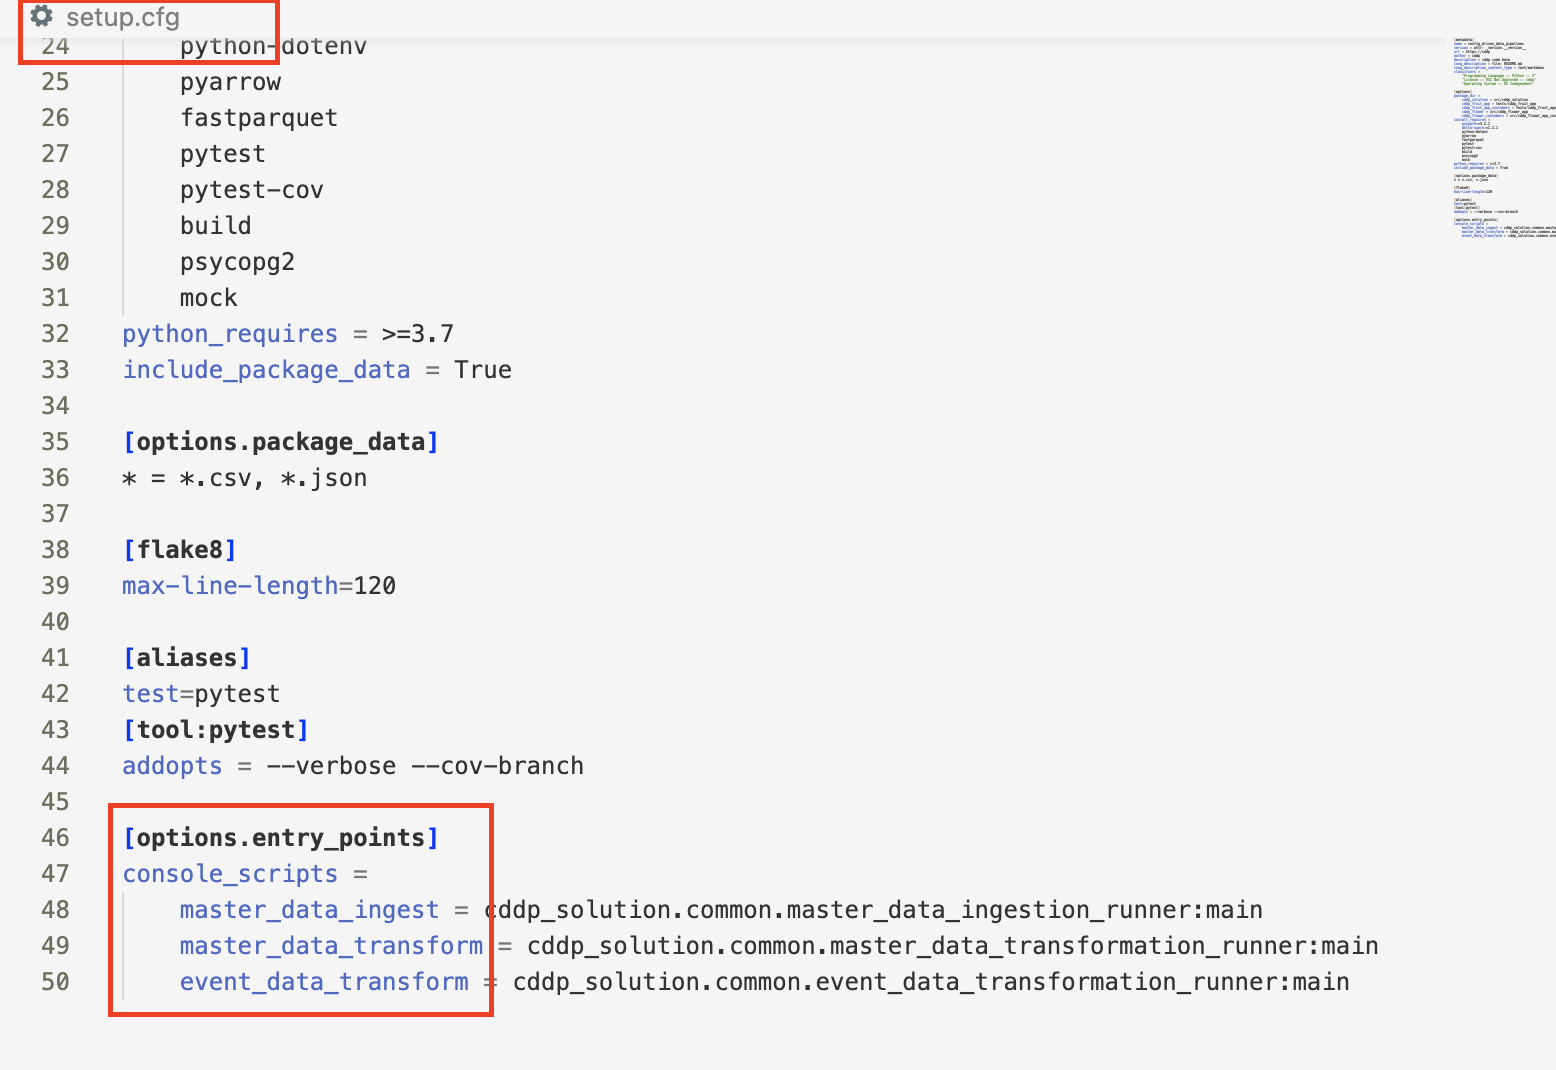 setup.cfg
24 python-dotenv
25 pyarrow
26 fastparquet
27 pytest
28 pytest-cov
29 build
30 psycopg2
31 mock
32 python_requires = >=3.7
33 include_package_data = True
34
35 [options.package_data]
36 * = *.csv, *.json
37
38 [flake8]
39 max-line-length=120
40
41 [aliases]
42 test=pytest
43 [tool:pytest]
44 addopts = --verbose --cov-branch
45
46 [options.entry_points]
47 console_scripts =
48 master_data_ingest = cddp_solution.common.master_data_ingestion_runner:main
49 master_data_transform = cddp_solution.common.master_data_transformation_runner:main
50 event_data_transform = cddp_solution.common.event_data_transformation_runner:main